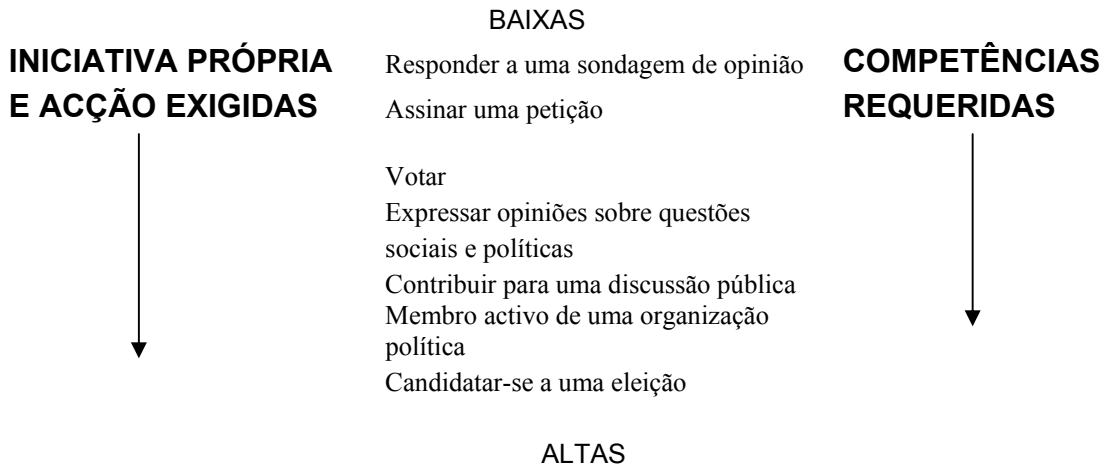 BAIXAS
INICIATIVA PRÓPRIA
E ACÇÃO EXIGIDAS
Responder a uma sondagem de opinião
Assinar uma petição
Votar
Expressar opiniões sobre questões
sociais e políticas
Contribuir para uma discussão pública
Membro activo de uma organização
política
Candidatar-se a uma eleição
COMPETÊNCIAS
REQUERIDAS
ALTAS